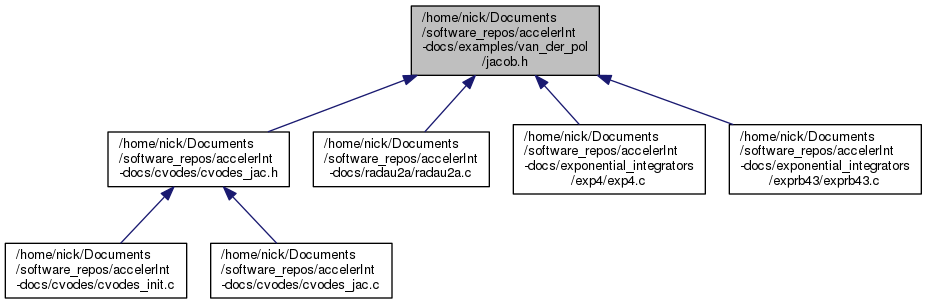 /home/nick/Documents
/software_repos/accelerInt
-docs/examples/van_der_pol
/jacob.h
/home/nick/Documents
/software_repos/accelerInt
-docs/cvodes/cvodes_jac.h
/home/nick/Documents
/software_repos/accelerInt
-docs/radau2a/radau2a.c
/home/nick/Documents
/software_repos/accelerInt
-docs/exponential_integrators
/exp4/exp4.c
/home/nick/Documents
/software_repos/accelerInt
-docs/exponential_integrators
/exprb43/exprb43.c
/home/nick/Documents
/software_repos/accelerInt
-docs/cvodes/cvodes_init.c
/home/nick/Documents
/software_repos/accelerInt
-docs/cvodes/cvodes_jac.c